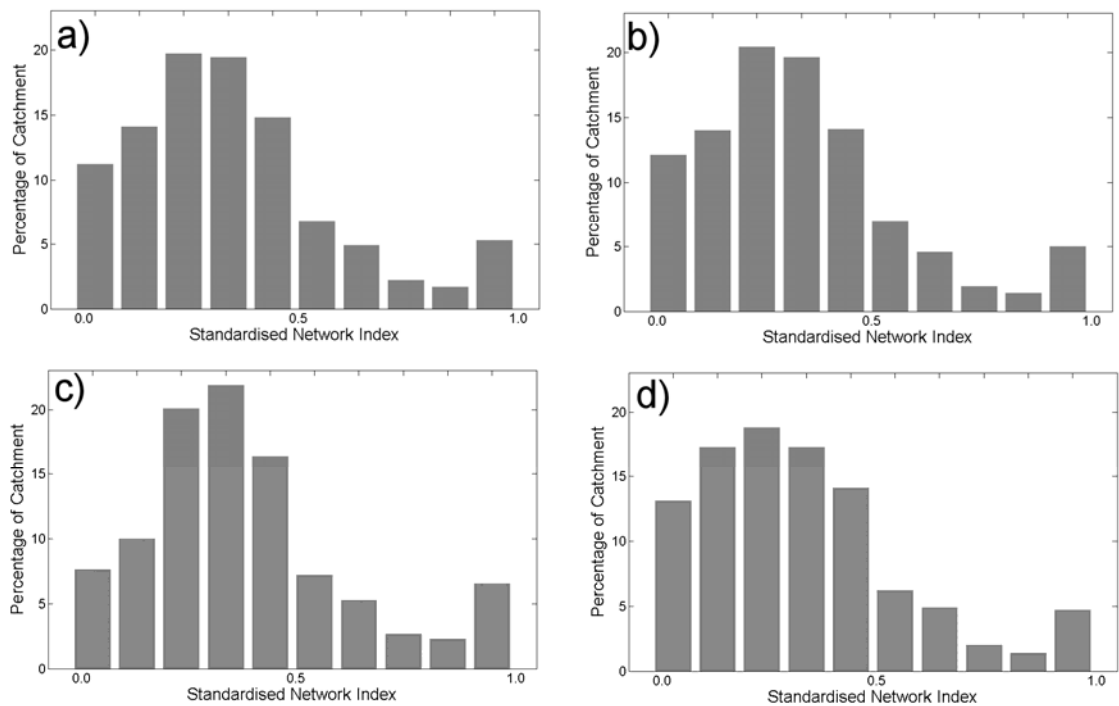 a)
20
15
10
5
0
Percentage of Catchment
0.0 0.5 1.0
Standardised Network Index
b)
20
15
10
5
0
Percentage of Catchment
0.0 0.5 1.0
Standardised Network Index
c)
20
15
10
5
0
Percentage of Catchment
0.0 0.5 1.0
Standardised Network Index
d)
20
15
10
5
0
Percentage of Catchment
0.0 0.5 1.0
Standardised Network Index